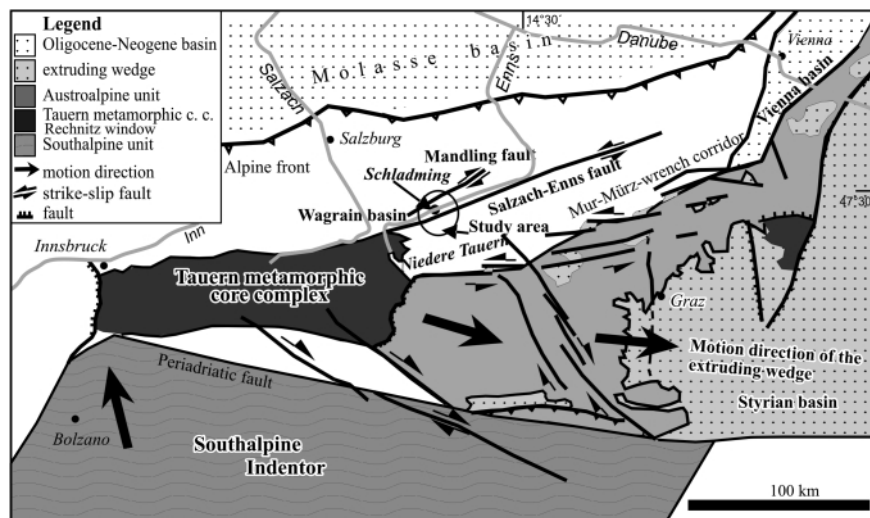 Legend
Oligocene-Neogene basin
extruding wedge
Austroalpine unit
Tauern metamorphic c. c.
Rechnitz window
Southalpine unit
motion direction
strike-slip fault
fault
14°30'
Molasse basin
Salzach
Enns
Danube
Vienna
Vienna basin
Salzburg
Alpine front
Mandling fault
Schladming
Salzach-Enns fault
Mur-Mürz-wrench corridor
47°30'
Wagrain basin
Study area
Niedere Tauern
Inn
Innsbruck
Tauern metamorphic
core complex
Graz
Motion direction of the
extruding wedge
Styrian basin
Periadriatic fault
Bolzano
Southalpine
Indentor
100 km